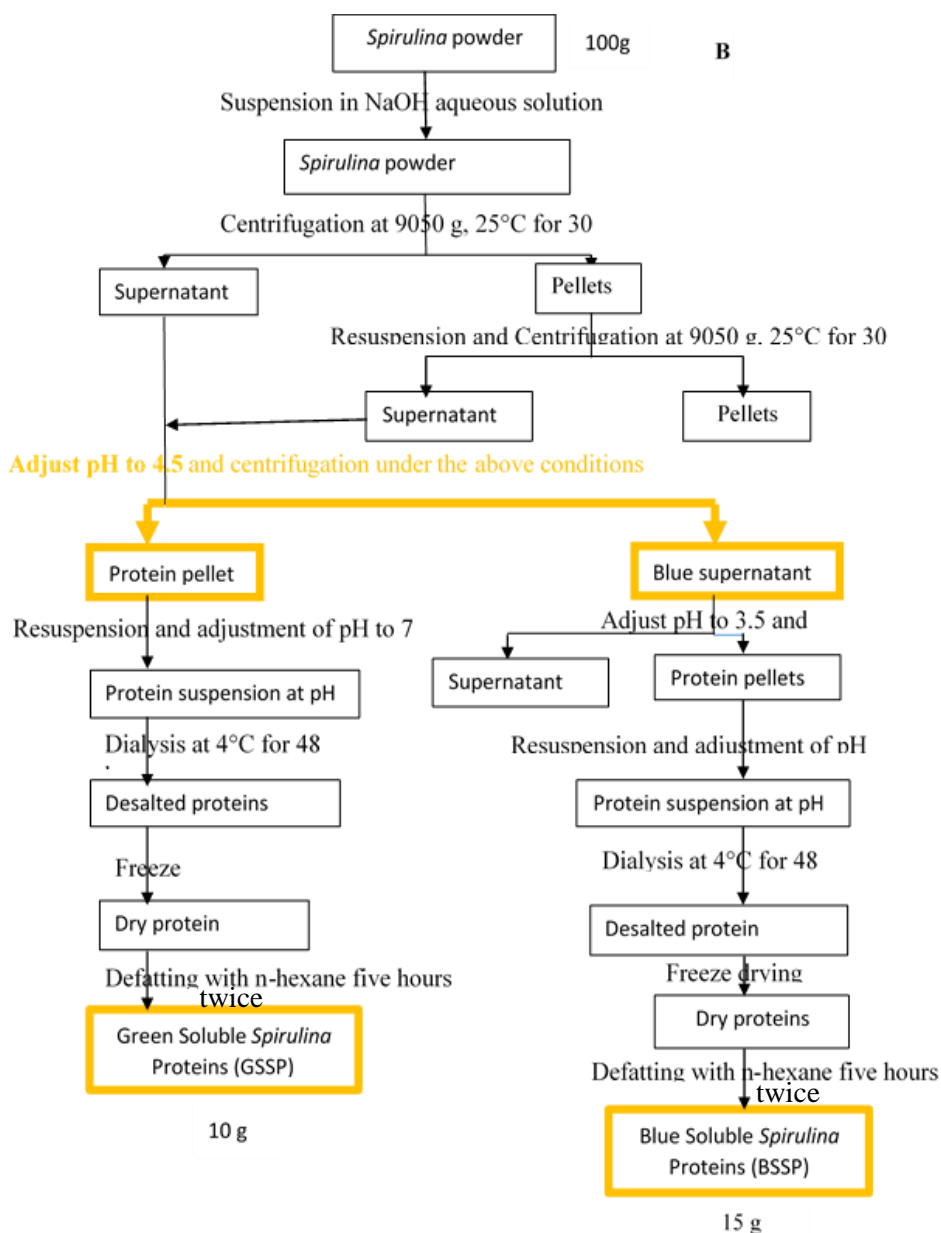 Spirulina powder
100g
B
Suspension in NaOH aqueous solution
Spirulina powder
Centrifugation at 9050 g, 25°C for 30
Supernatant
Pellets
Resuspension and Centrifugation at 9050 g, 25°C for 30
Supernatant
Pellets
Adjust pH to 4.5 and centrifugation under the above conditions
Protein pellet
Blue supernatant
Resuspension and adjustment of pH to 7
Adjust pH to 3.5 and
Supernatant
Protein pellets
Protein suspension at pH
Dialysis at 4°C for 48
Resuspension and adjustment of pH
Desalted proteins
Protein suspension at pH
Freeze
Dialysis at 4°C for 48
Dry protein
Desalted protein
Defatting with n-hexane five hours
twice
Freeze drying
Green Soluble Spirulina
Proteins (GSSP)
Dry proteins
10 g
Defatting with n-hexane five hours
twice
Blue Soluble Spirulina
Proteins (BSSP)
15 g